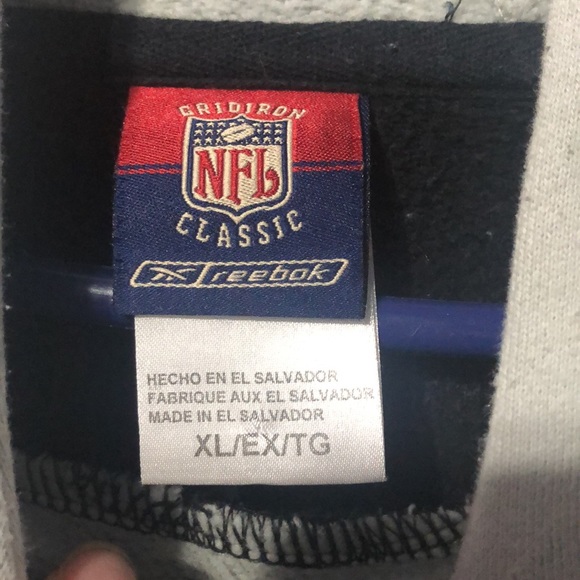 GRIDIRON
NFL
CLASSIC
reebok
HECHO EN EL SALVADOR
FABRIQUE AUX EL SALVADOR
MADE IN EL SALVADOR
XL/EX/TG